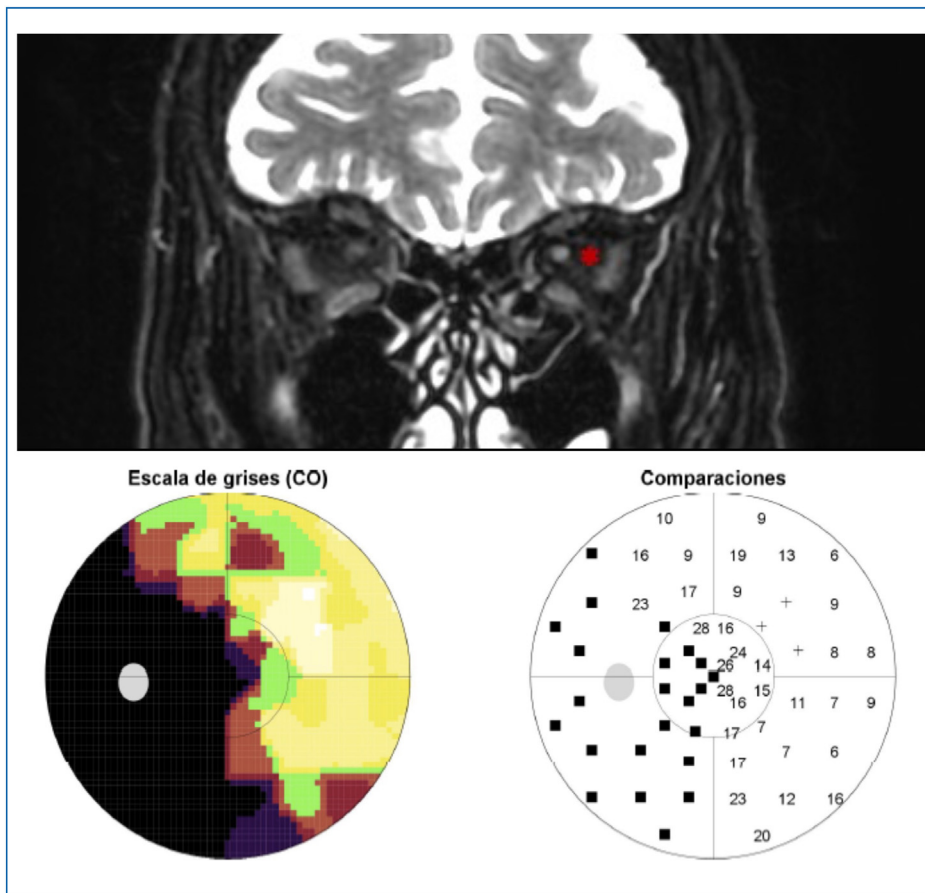 Escala de grises (CO)
Comparaciones
10 9
16 9 19 13 6
23 17 9 + 9
28 16 +
24 + 8 8
26 14
28 15
16 11 7 9
17 7
17 7 6
23 12 16
20